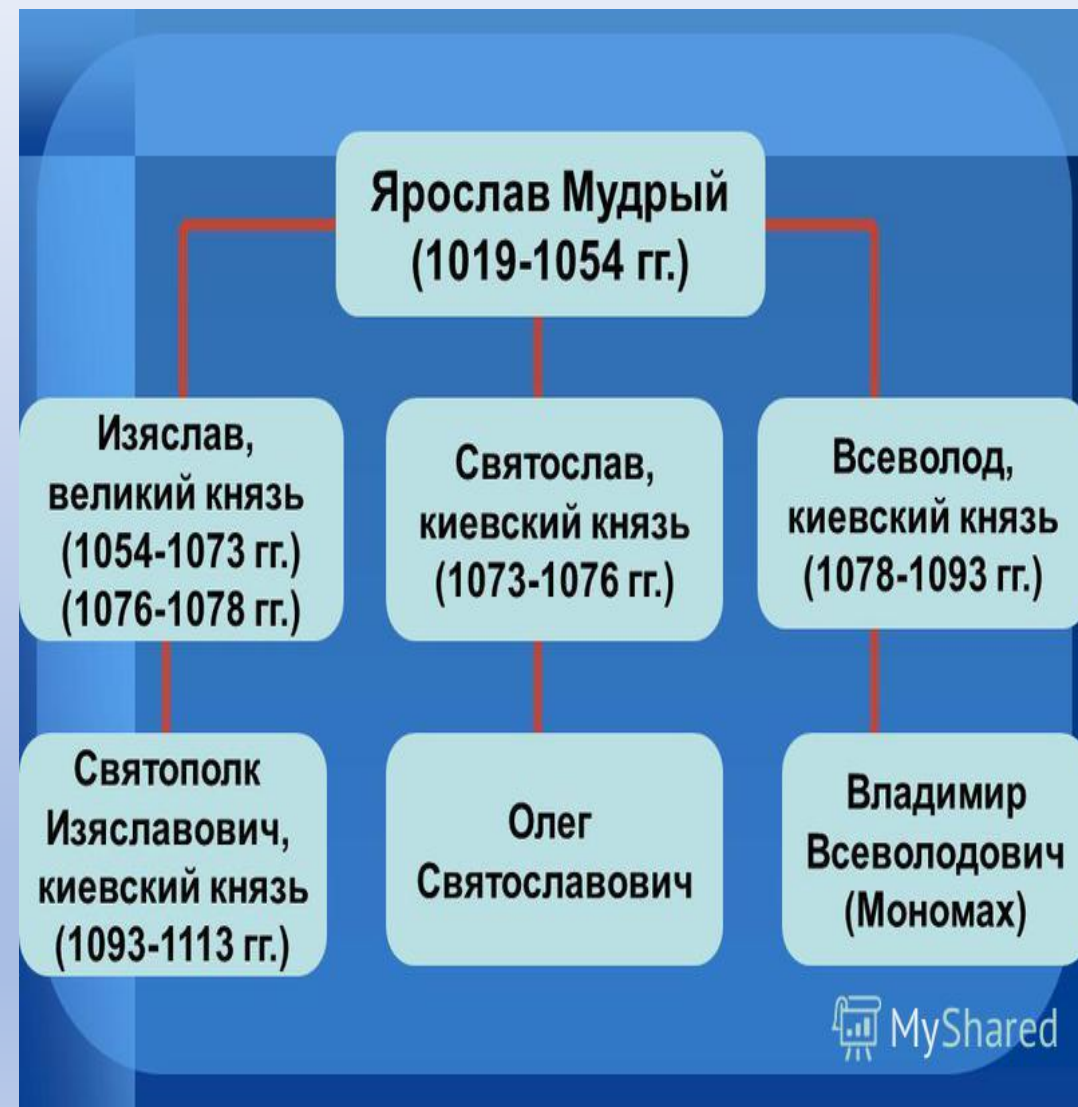 Ярослав Мудрый
(1019-1054 гг.)
Изяслав,
великий князь
(1054-1073 гг.)
(1076-1078 гг.)
Святослав,
киевский князь
(1073-1076 гг.)
Всеволод,
киевский князь
(1078-1093 гг.)
Святополк
Изяславович,
киевский князь
(1093-1113 гг.)
Олег
Святославович
Владимир
Всеволодович
(Мономах)
MyShared